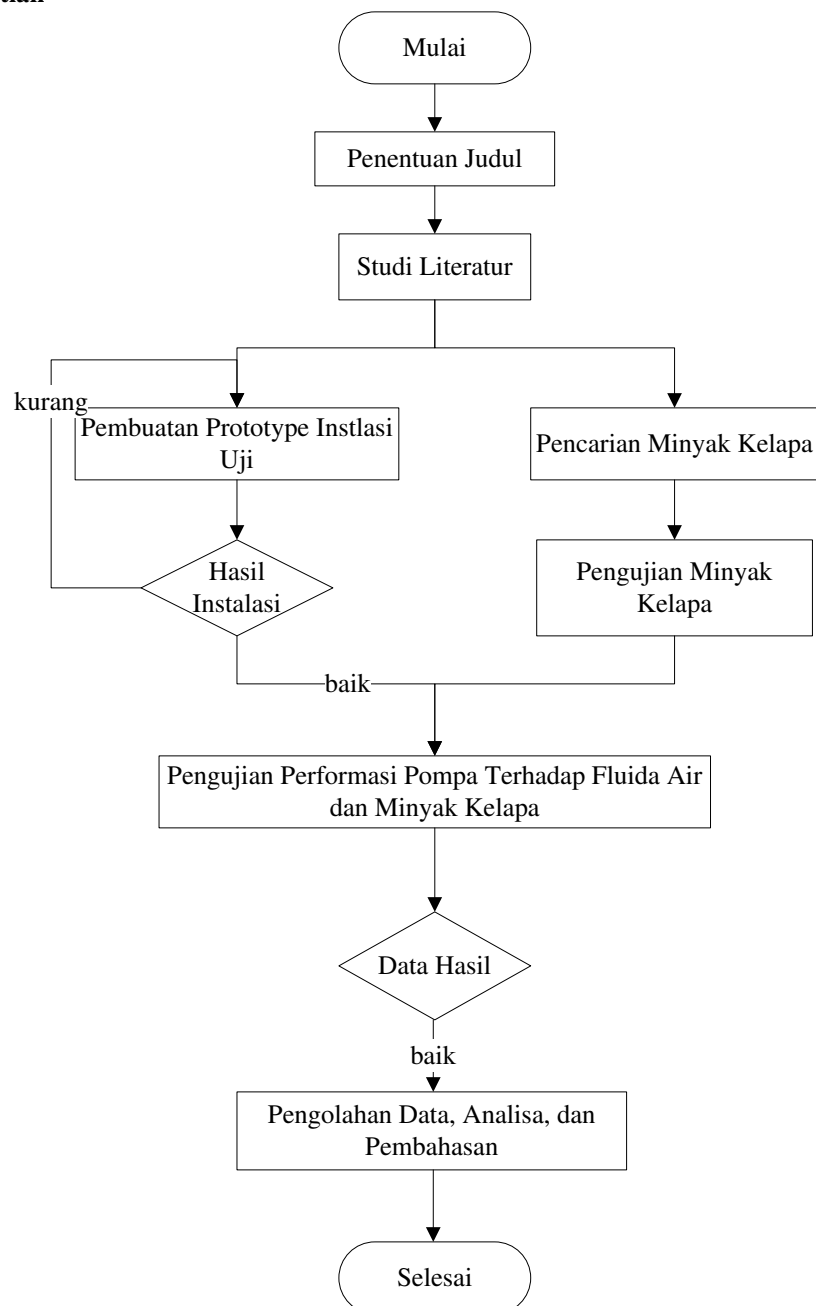 Mulai
Penentuan Judul
Studi Literatur
kurang
Pembuatan Prototype Instlasi
Uji
Pencarian Minyak Kelapa
Hasil
Instalasi
Pengujian Minyak
Kelapa
baik
Pengujian Performasi Pompa Terhadap Fluida Air
dan Minyak Kelapa
Data Hasil
baik
Pengolahan Data, Analisa, dan
Pembahasan
Selesai